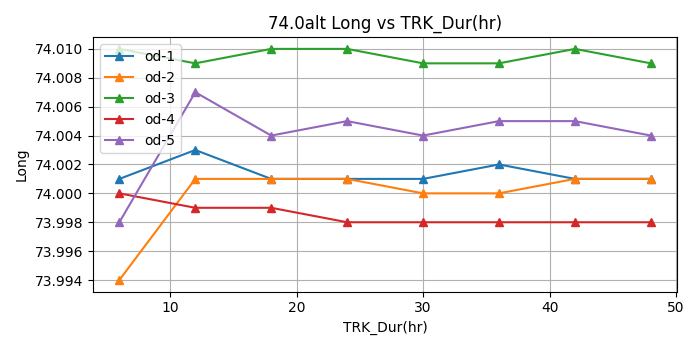 74.0alt Long vs TRK_Dur(hr)
74.010
74.008
74.006
74.004
74.002
74.000
73.998
73.996
73.994
Long
od-1
od-2
od-3
od-4
od-5
10
20
30
40
50
TRK_Dur(hr)